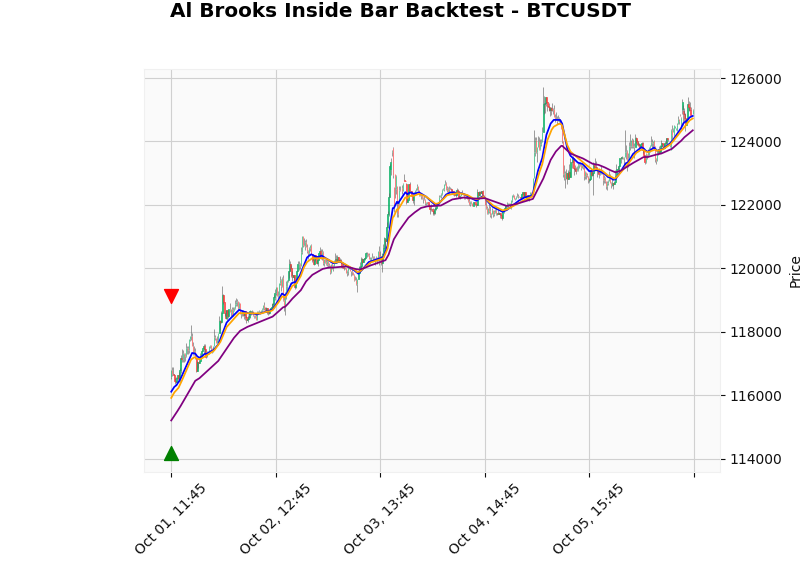 Al Brooks Inside Bar Backtest - BTCUSDT
126000
124000
122000
120000
118000
116000
114000
Price
Oct 01, 11:45
Oct 02, 12:45
Oct 03, 13:45
Oct 04, 14:45
Oct 05, 15:45